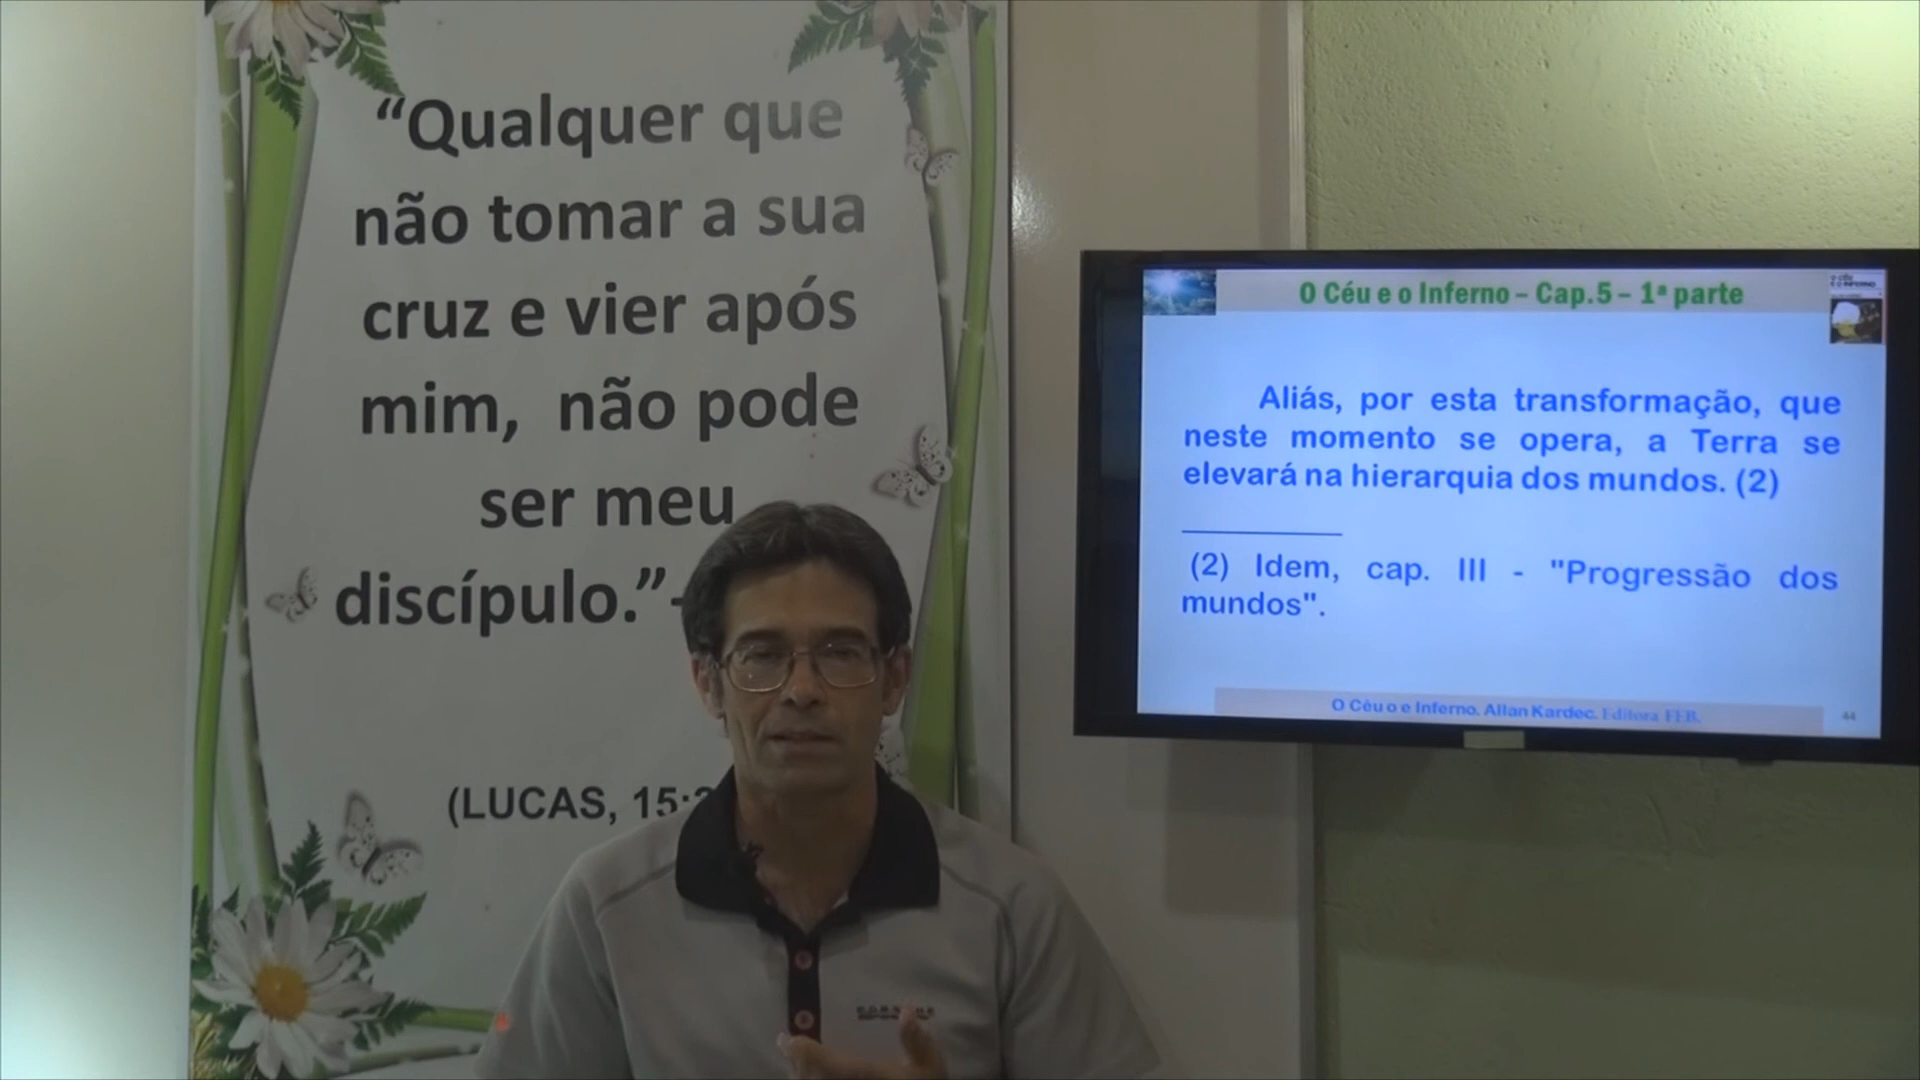 “Qualquer que
não tomar a sua
cruz e vier após
mim, não pode
ser meu
discípulo.”
(LUCAS, 15:
O Céu e o Inferno – Cap.5 – 1ª parte
Aliás, por esta transformação, que
neste momento se opera, a Terra se
elevará na hierarquia dos mundos. (2)
(2) Idem, cap. III - "Progressão dos
mundos".
O Céu o e Inferno. Allan Kardec. Editora FEB.
44